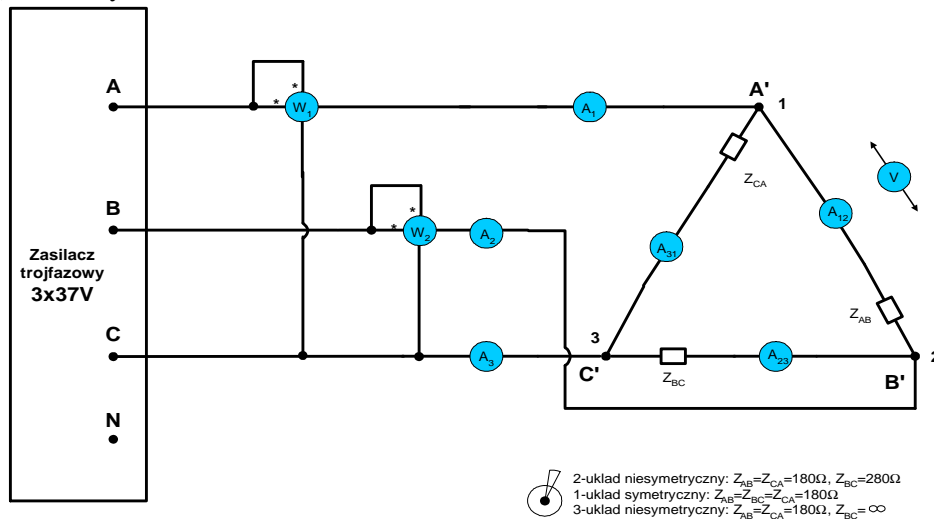 A
B
C
N
Zasilacz
trojfazowy
3x37V
*
*
W1
*
*
W2
A1
A2
A3
A'
1
ZCA
A31
A12
V
ZAB
3
C'
ZBC
A23
B'
2
2-uklad niesymetryczny: ZAB=ZCA=180Ω, ZBC=280Ω
1-uklad symetryczny: ZAB=ZBC=ZCA=180Ω
3-uklad niesymetryczny: ZAB=ZCA=180Ω, ZBC=∞